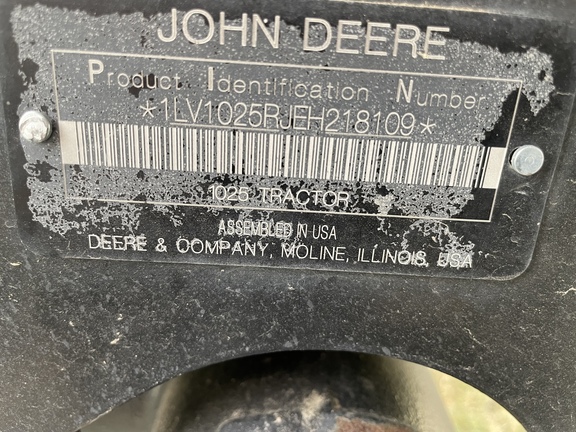 JOHN DEERE
Product Identification Number
*1LV1025RJEH218109*
1025 TRACTOR
ASSEMBLED IN USA
DEERE & COMPANY, MOLINE, ILLINOIS, USA